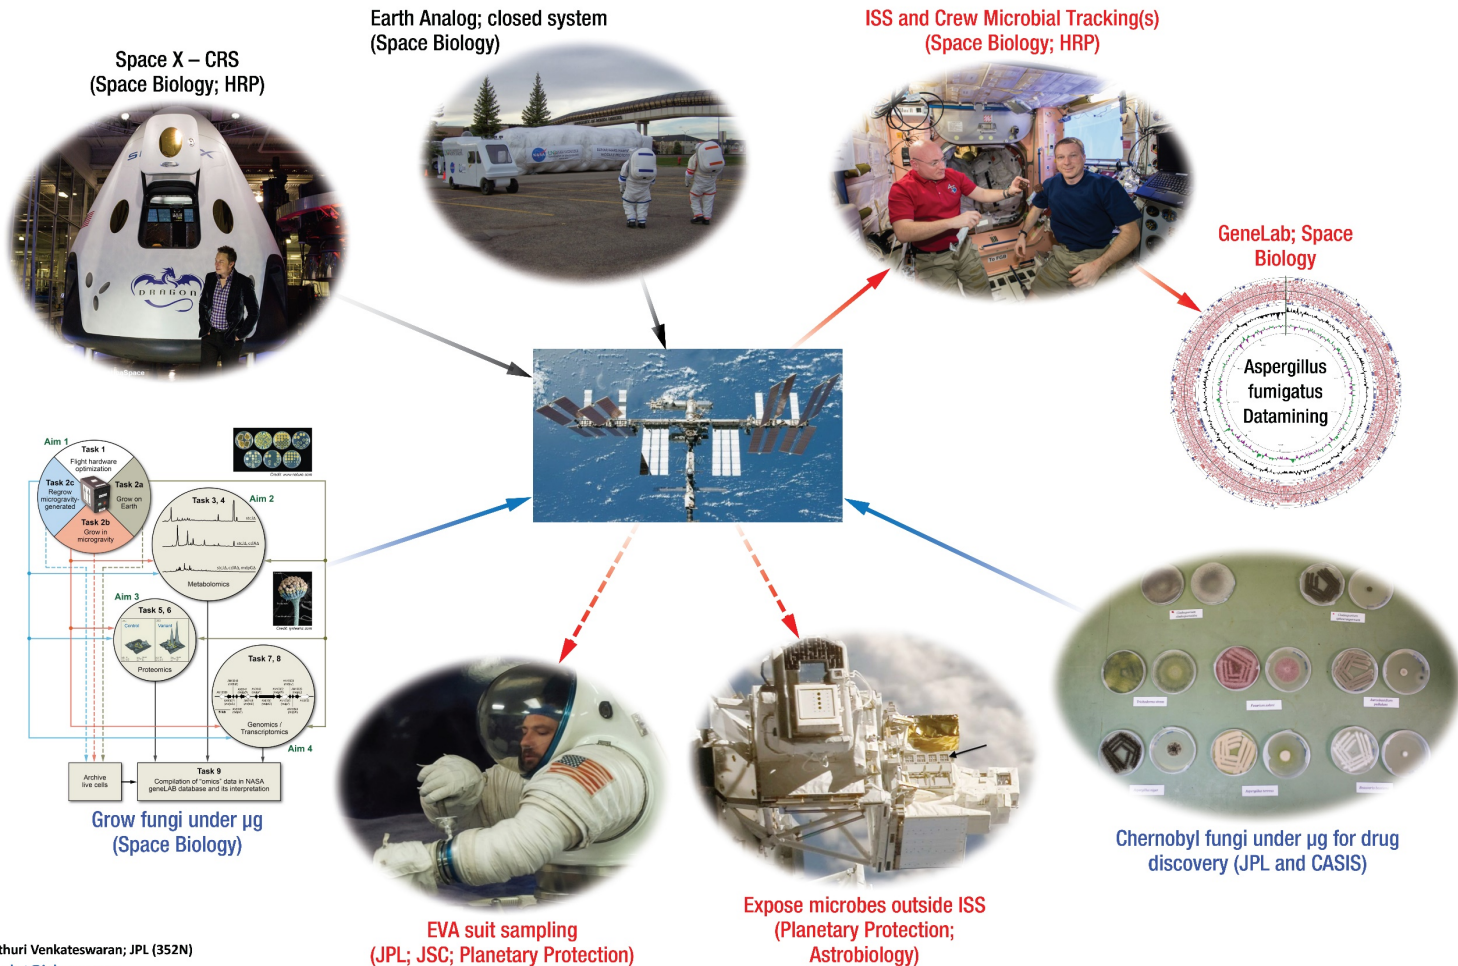 Earth Analog; closed system
(Space Biology)
ISS and Crew Microbial Tracking(s)
(Space Biology; HRP)
Space X – CRS
(Space Biology; HRP)
DRAGON
NASA
GeneLab; Space
Biology
Aspergillus
fumigatus
Datamining
Aim 1
Task 1
Flight hardware
optimization
Task 2c
Regrow
microgravity-
generated
Task 2a
Grow on
Earth
Task 2b
Grow in
microgravity
Aim 2
Task 3, 4
Metabolomics
Aim 3
Task 5, 6
Control
Variant
Proteomics
Task 7, 8
Genomics /
Transcriptomics
Aim 4
Archive
live cells
Task 9
Compilation of "omics" data in NASA
geneLAB database and its interpretation
Grow fungi under µg
(Space Biology)
EVA suit sampling
(JPL; JSC; Planetary Protection)
Expose microbes outside ISS
(Planetary Protection;
Astrobiology)
Chernobyl fungi under µg for drug
discovery (JPL and CASIS)
thuri Venkateswaran; JPL (352N)